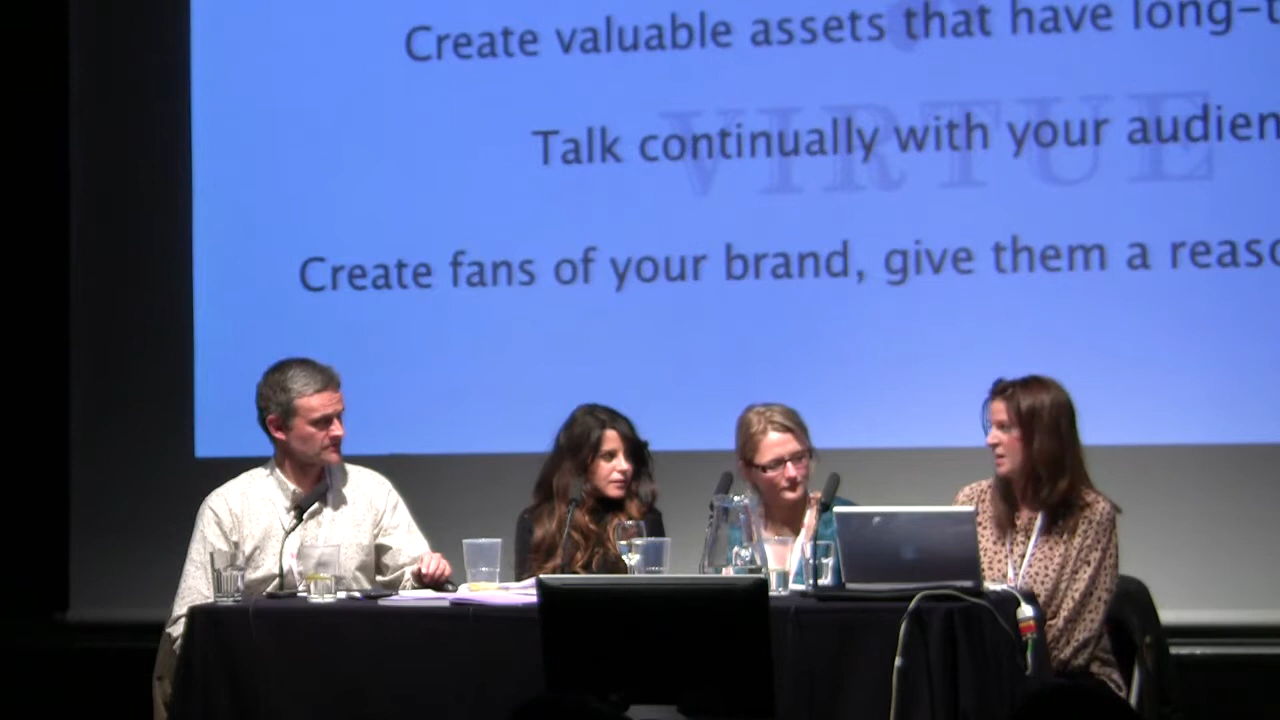 Create valuable assets that have long-t
Talk continually with your audien
VIRTUE
Create fans of your brand, give them a reaso